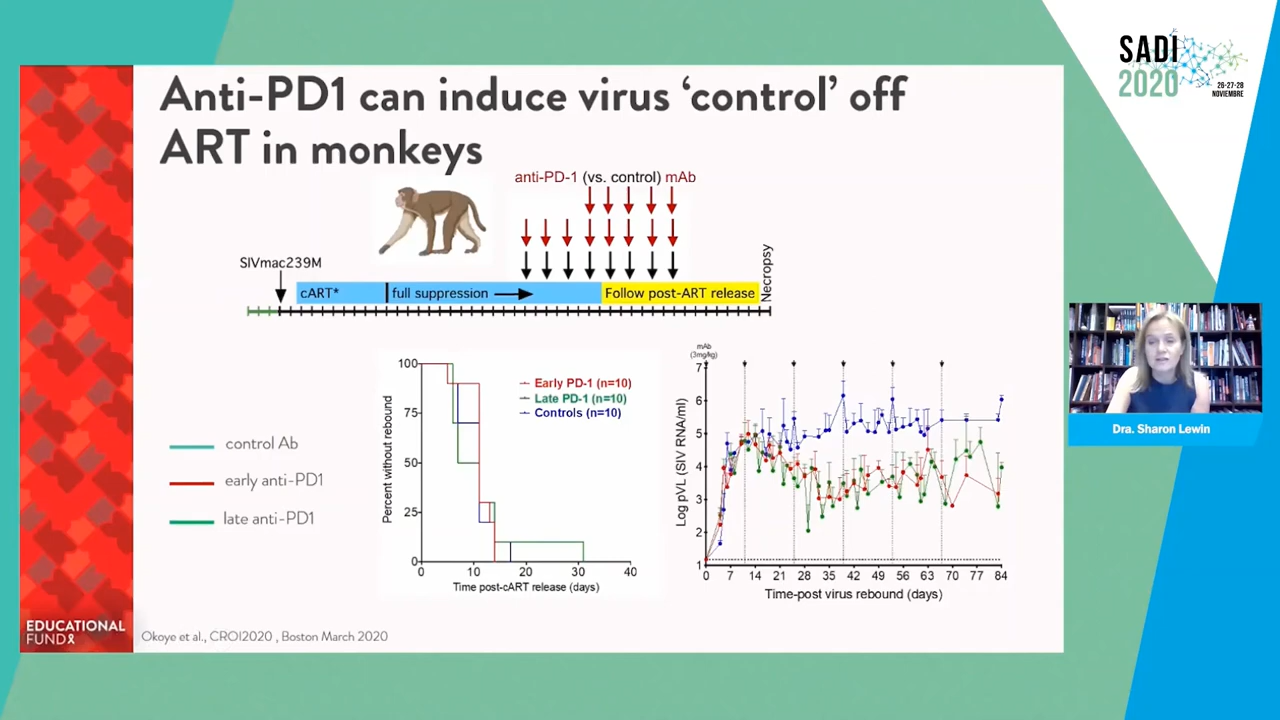 Anti-PD1 can induce virus ‘control’ off
ART in monkeys
anti-PD-1 (vs. control) mAb
SIVmac239M
cART*
full suppression
Follow post-ART release
Necropsy
control Ab
early anti-PD1
late anti-PD1
Percent without rebound
100
75
50
25
0
0 10 20 30 40
Time post-cART release (days)
Early PD-1 (n=10)
Late PD-1 (n=10)
Controls (n=10)
mAb
(3mg/kg)
Log pVL (SIV RNA/ml)
7
6
5
4
3
2
1
0 7 14 21 28 35 42 49 56 63 70 77 84
Time-post virus rebound (days)
EDUCATIONAL
FUND
Okoye et al., CROI2020 , Boston March 2020
SADI
2020
26-27-28
NOVIEMBRE
Dra. Sharon Lewin